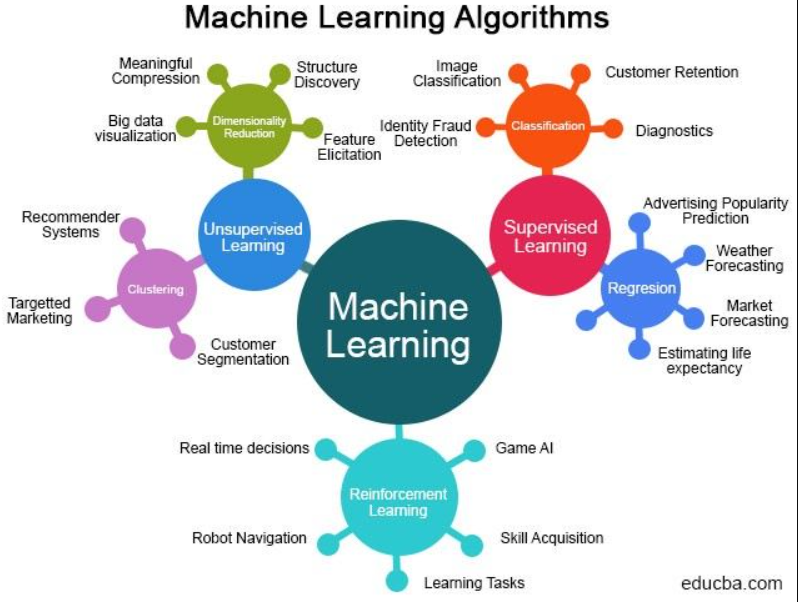 Machine Learning Algorithms
Meaningful
Compression
Structure
Discovery
Big data
visualization
Dimensionality
Reduction
Feature
Elicitation
Image
Classification
Customer Retention
Identity Fraud
Detection
Classification
Diagnostics
Recommender
Systems
Unsupervised
Learning
Clustering
Targetted
Marketing
Customer
Segmentation
Supervised
Learning
Advertising Popularity
Prediction
Weather
Forecasting
Regresion
Market
Forecasting
Estimating life
expectancy
Machine
Learning
Real time decisions
Game AI
Reinforcement
Learning
Robot Navigation
Skill Acquisition
Learning Tasks
educba.com